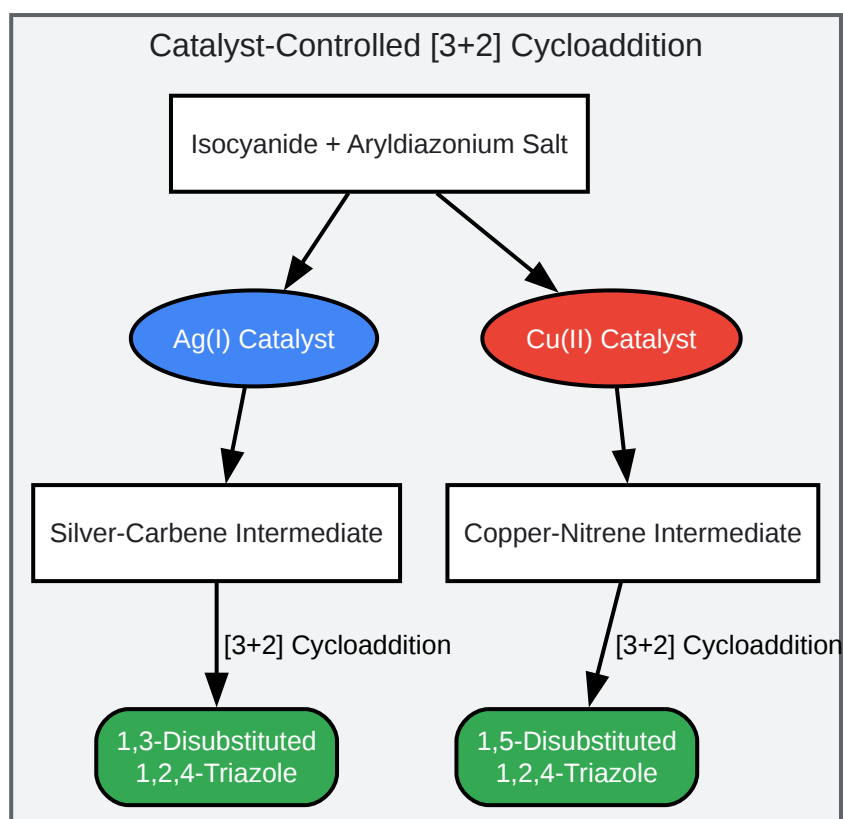 Catalyst-Controlled [3+2] Cycloaddition
Isocyanide + Aryldiazonium Salt
Ag(I) Catalyst
Cu(II) Catalyst
Silver-Carbene Intermediate
Copper-Nitrene Intermediate
[3+2] Cycloaddition
[3+2] Cycloaddition
1,3-Disubstituted
1,2,4-Triazole
1,5-Disubstituted
1,2,4-Triazole